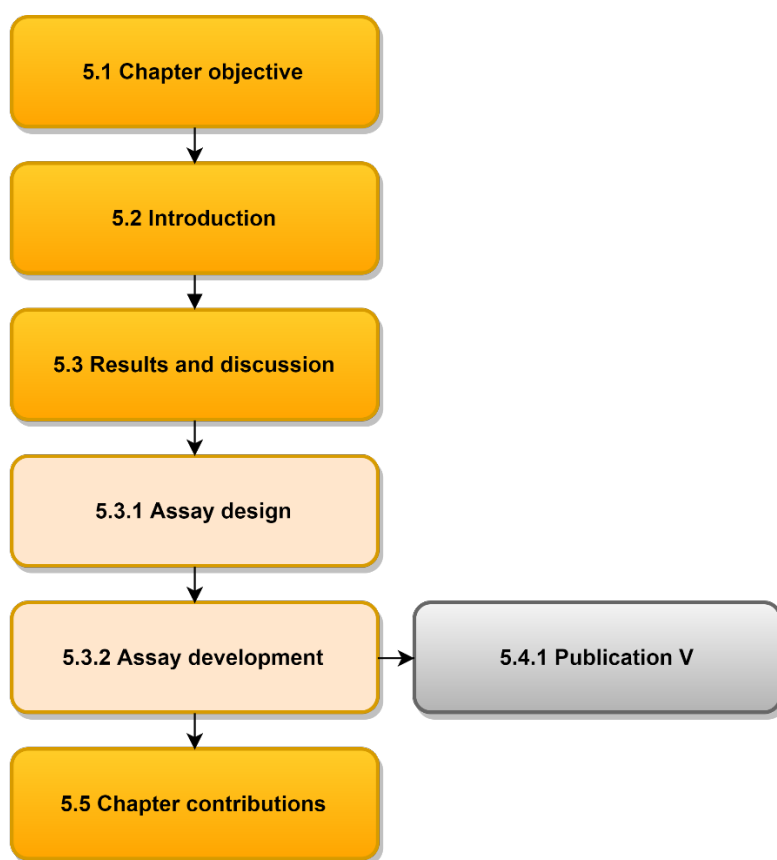 5.1 Chapter objective
5.2 Introduction
5.3 Results and discussion
5.3.1 Assay design
5.3.2 Assay development
5.4.1 Publication V
5.5 Chapter contributions